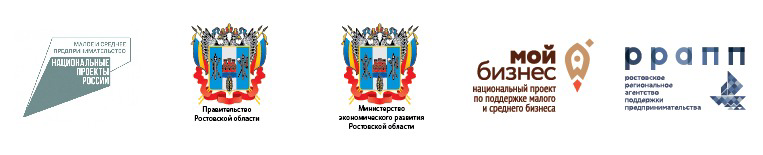 МАЛОЕ И СРЕДНЕЕ
ПРЕДПРИНИМАТЕЛЬСТВО
НАЦИОНАЛЬНЫЕ
ПРОЕКТЫ
РОССИИ
Правительство
Ростовской области
Министерство
экономического развития
Ростовской области
мой
бизнес
национальный проект
по поддержке малого
и среднего бизнеса
ррапп
ростовское
региональное
агентство
поддержки
предпринимательства